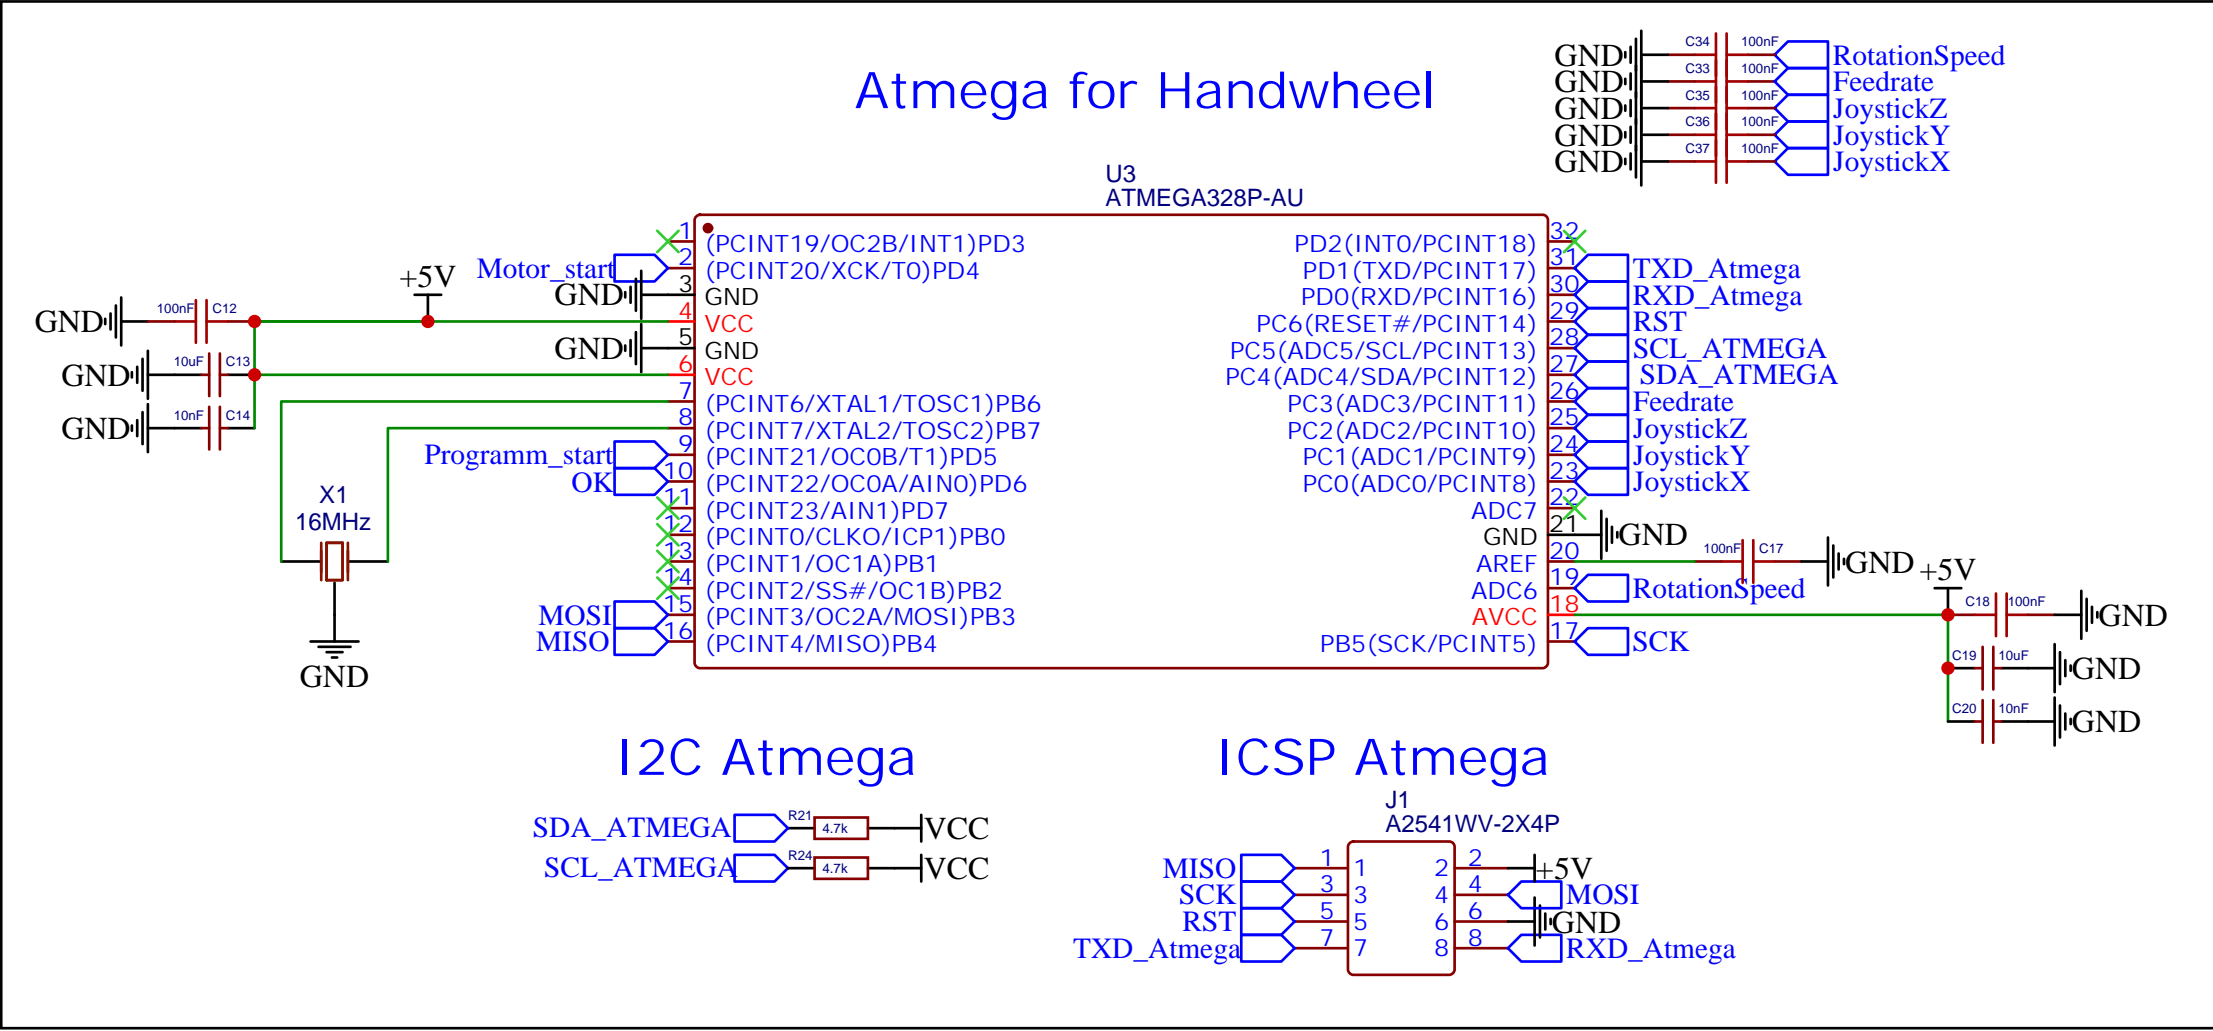 Atmega for Handwheel
GND C34 100nF RotationSpeed
GND C33 100nF Feedrate
GND C35 100nF JoystickZ
GND C36 100nF JoystickY
GND C37 100nF JoystickX
U3
ATMEGA328P-AU
1 (PCINT19/OC2B/INT1)PD3
Motor_start 2 (PCINT20/XCK/T0)PD4
GND 3 GND
GND 100nF C12 +5V 4 VCC
GND 5 GND
GND 10uF C13 6 VCC
7 (PCINT6/XTAL1/TOSC1)PB6
GND 10nF C14 8 (PCINT7/XTAL2/TOSC2)PB7
Programm_start 9 (PCINT21/OC0B/T1)PD5
OK 10 (PCINT22/OC0A/AIN0)PD6
11 (PCINT23/AIN1)PD7
12 (PCINT0/CLKO/ICP1)PB0
13 (PCINT1/OC1A)PB1
14 (PCINT2/SS#/OC1B)PB2
MOSI 15 (PCINT3/OC2A/MOSI)PB3
MISO 16 (PCINT4/MISO)PB4
X1
16MHz
GND
PD2(INT0/PCINT18) 32
PD1(TXD/PCINT17) 31 TXD_Atmega
PD0(RXD/PCINT16) 30 RXD_Atmega
PC6(RESET#/PCINT14) 29 RST
PC5(ADC5/SCL/PCINT13) 28 SCL_ATMEGA
PC4(ADC4/SDA/PCINT12) 27 SDA_ATMEGA
PC3(ADC3/PCINT11) 26 Feedrate
PC2(ADC2/PCINT10) 25 JoystickZ
PC1(ADC1/PCINT9) 24 JoystickY
PC0(ADC0/PCINT8) 23 JoystickX
ADC7 22
GND 21 GND
AREF 20 100nF C17 GND
ADC6 19 RotationSpeed
AVCC 18 +5V C18 100nF GND
PB5(SCK/PCINT5) 17 SCK
C19 10uF GND
C20 10nF GND
I2C Atmega
SDA_ATMEGA R21 4.7k VCC
SCL_ATMEGA R24 4.7k VCC
ICSP Atmega
J1
A2541WV-2X4P
MISO 1 1 2 2 +5V
SCK 3 3 4 4 MOSI
RST 5 5 6 6 GND
TXD_Atmega 7 7 8 8 RXD_Atmega